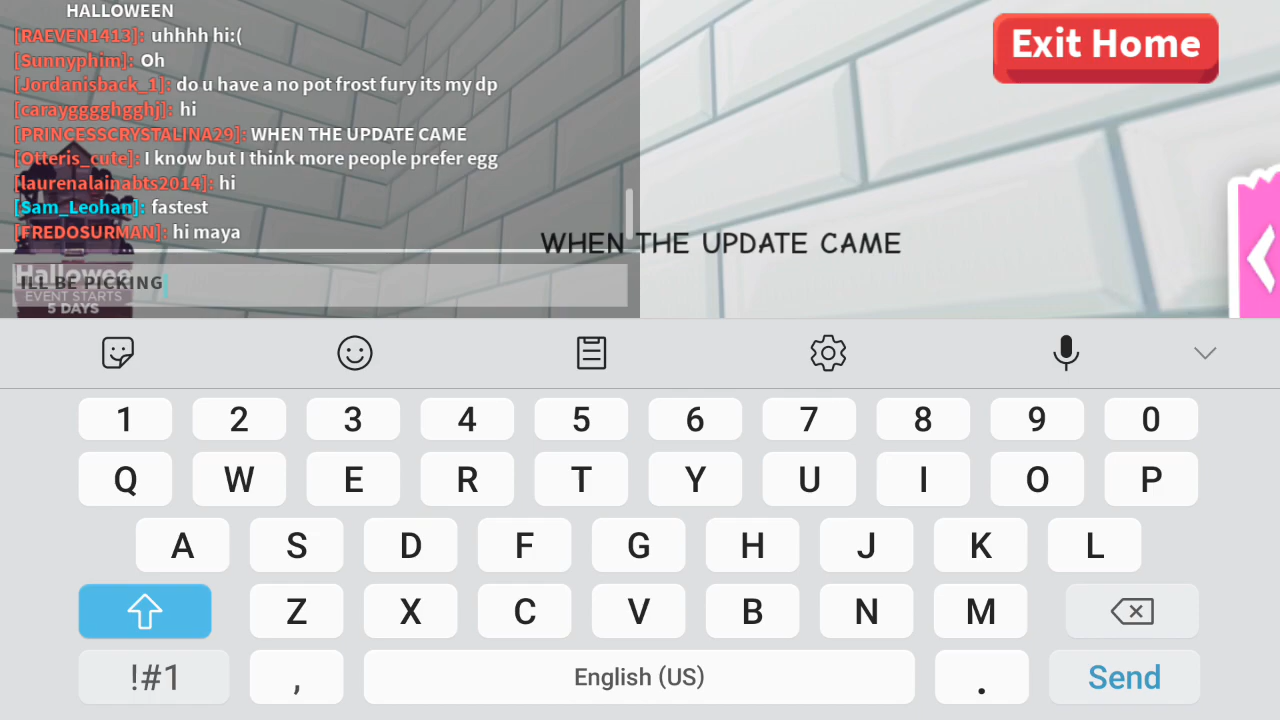 HALLOWEEN
[RAEVEN1413]: uhhhh hi:(
[Sunnyphim]: Oh
[Jordanisback_1]: do u have a no pot frost fury its my dp
[caraygggghgghj]: hi
[PRINCESSCRYSTALINA29]: WHEN THE UPDATE CAME
[Otteris_cute]: I know but I think more people prefer egg
[laurenalainabts2014]: hi
[Sam_Leohan]: fastest
[FREDOSURMAN]: hi maya
ILL BE PICKING
Halloween
EVENT STARTS
5 DAYS
Exit Home
WHEN THE UPDATE CAME
1 2 3 4 5 6 7 8 9 0
Q W E R T Y U I O P
A S D F G H J K L
Z X C V B N M
!#1 , English (US) . Send